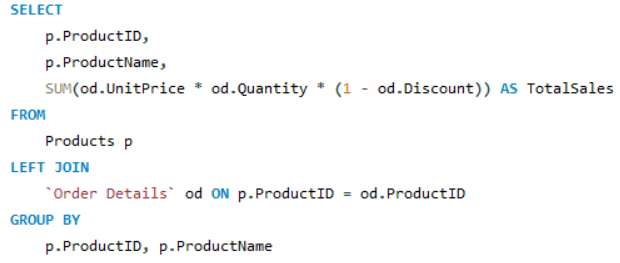 SELECT
p.ProductID,
p.ProductName,
SUM(od.UnitPrice * od.Quantity * (1 - od.Discount)) AS TotalSales
FROM
Products p
LEFT JOIN
`Order Details` od ON p.ProductID = od.ProductID
GROUP BY
p.ProductID, p.ProductName